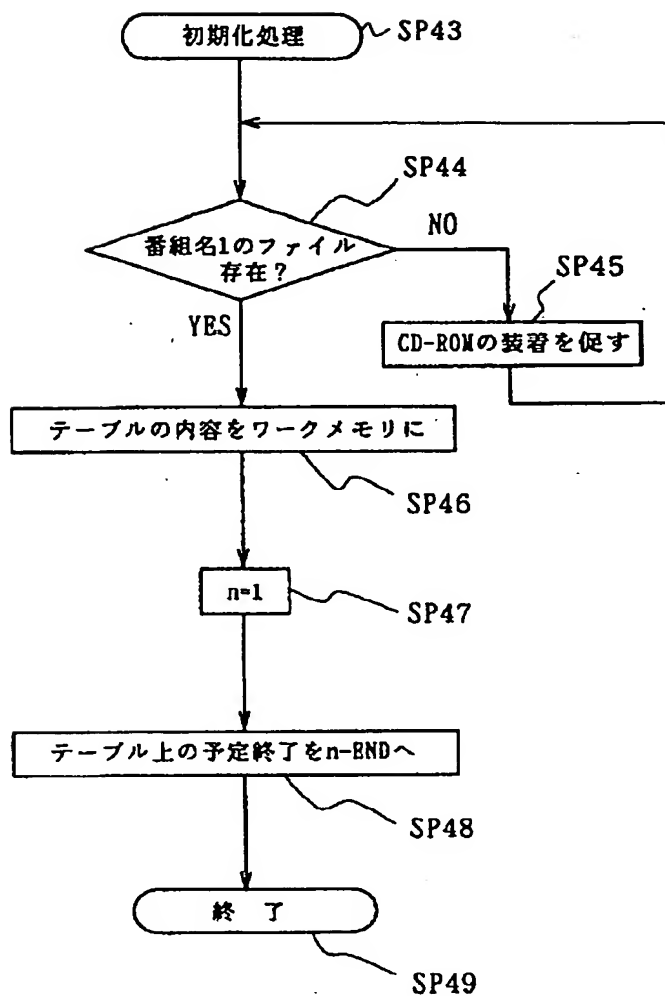 初期化処理
SP43
SP44
番組名1のファイル
存在？
NO
SP45
YES
CD-ROMの装着を促す
テーブルの内容をワークメモリに
SP46
n=1
SP47
テーブル上の予定終了をn-ENDへ
SP48
終 了
SP49